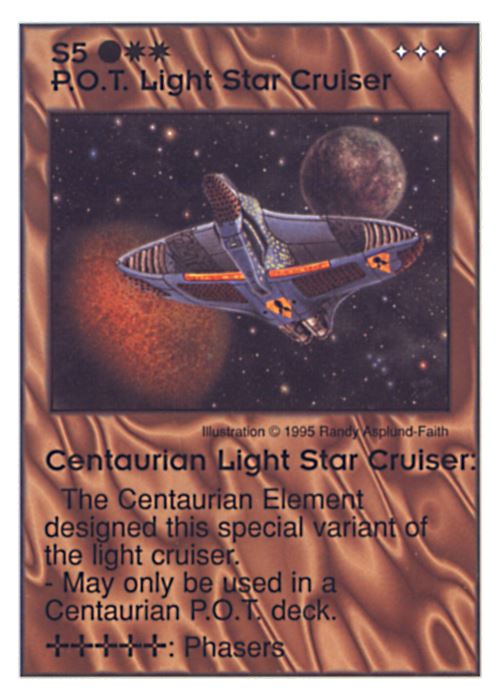 S5
P.O.T. Light Star Cruiser
Illustration © 1995 Randy Asplund-Faith
Centaurian Light Star Cruiser:
The Centaurian Element
designed this special variant of
the light cruiser.
- May only be used in a
Centaurian P.O.T. deck.
: Phasers